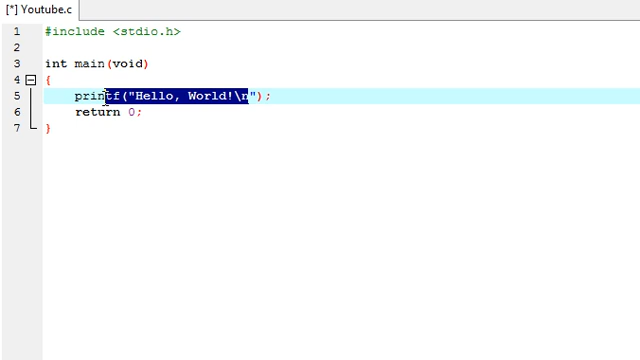 [*] Youtube.c
1 #include <stdio.h>
2
3 int main(void)
4 {
5 printf("Hello, World!\n");
6 return 0;
7 }